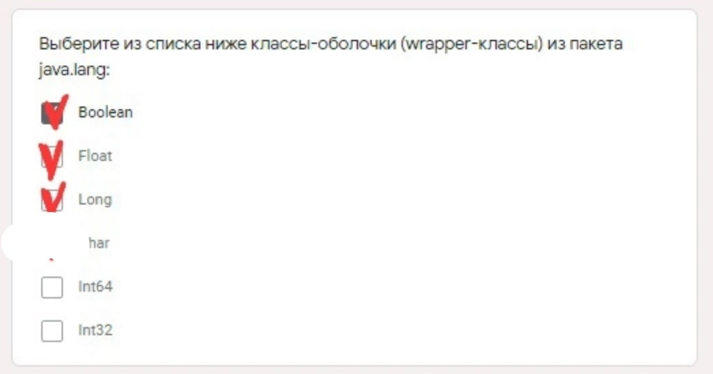 Выберите из списка ниже классы-оболочки (wrapper-классы) из пакета
java.lang:
Boolean
Float
Long
har
Int64
Int32